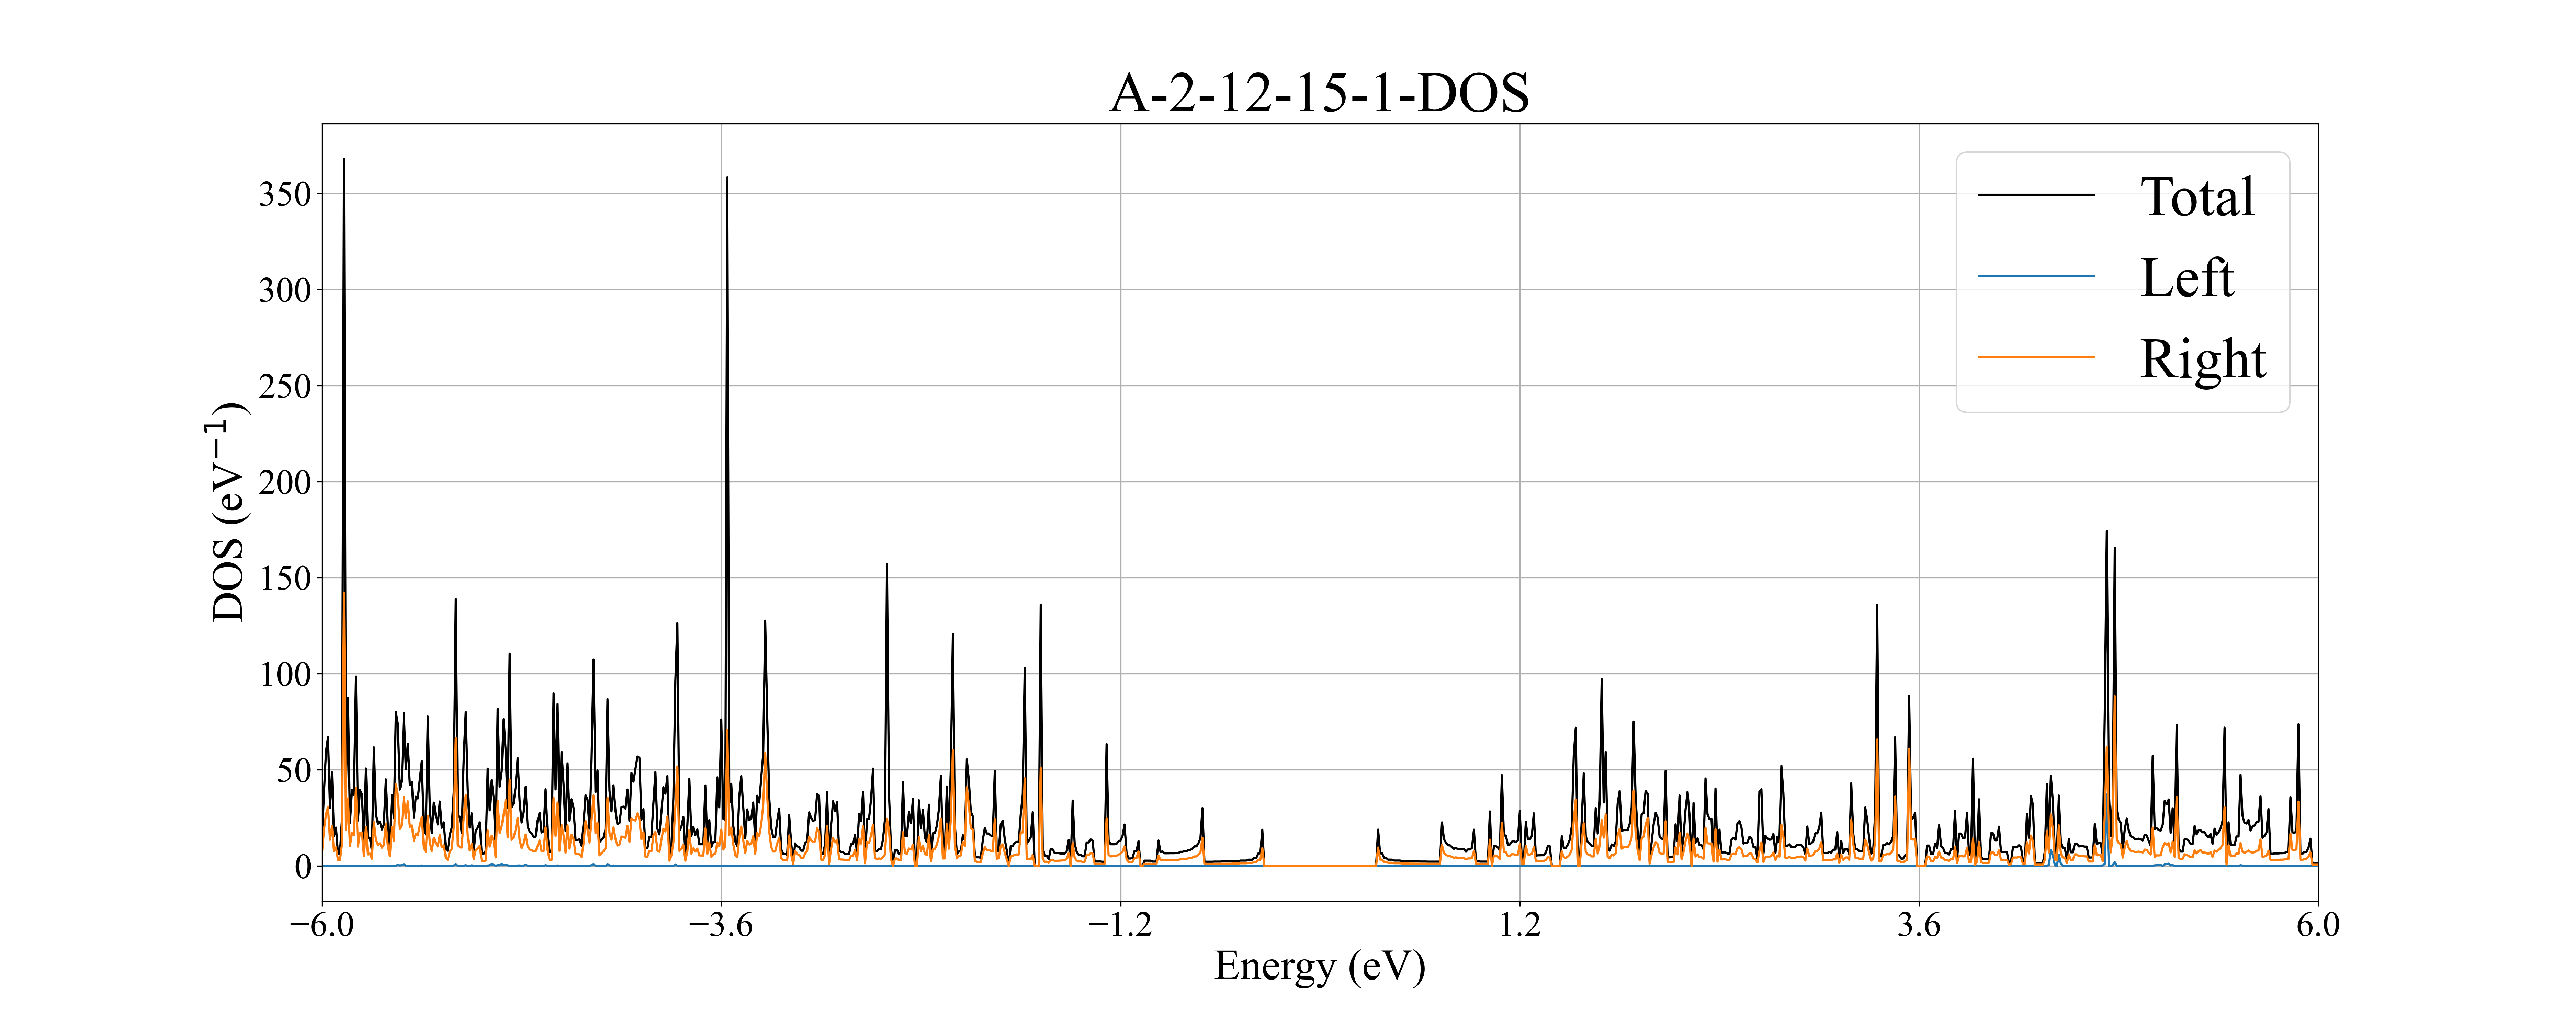 A-2-12-15-1-DOS
350
300
250
200
150
100
50
0
DOS (eV⁻¹)
Total
Left
Right
−6.0 −3.6 −1.2 1.2 3.6 6.0
Energy (eV)